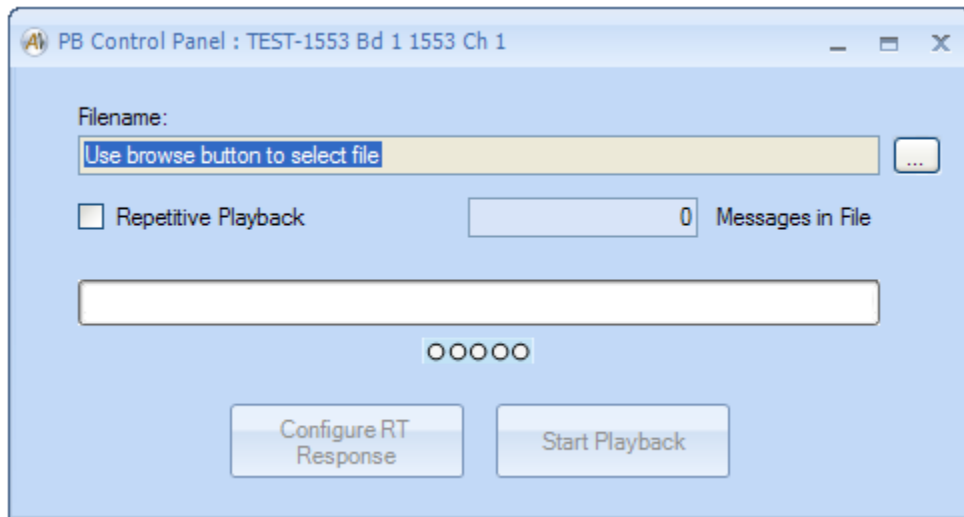 PB Control Panel : TEST-1553 Bd 1 1553 Ch 1
Filename:
Use browse button to select file
...
Repetitive Playback
0 Messages in File
Configure RT
Response
Start Playback